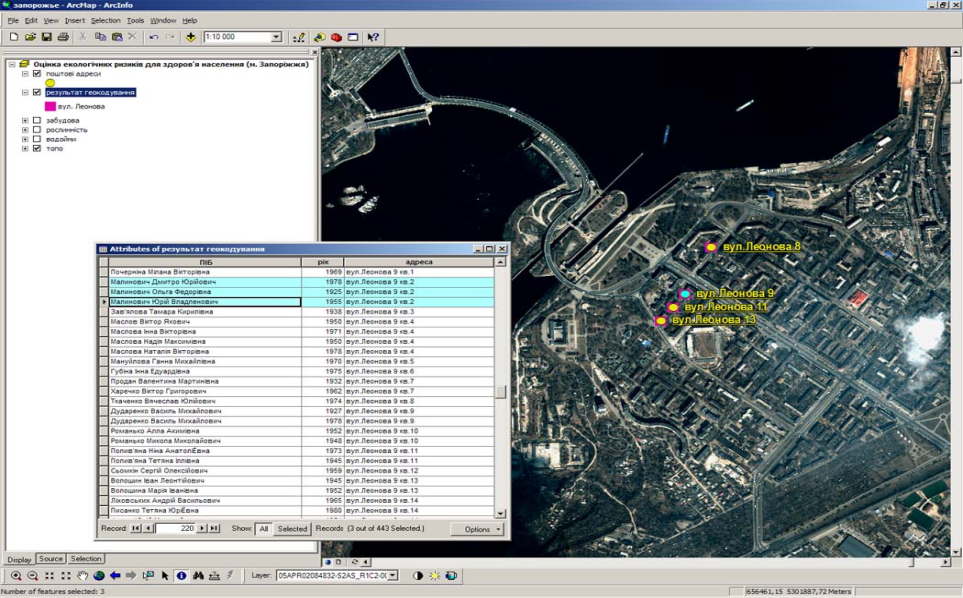 запорожье - ArcMap - ArcInfo
File Edit View Insert Selection Tools Window Help
1:10 000
Оцінка екологічних ризиків для здоров'я населення (м. Запоріжжя)
поштові адреси
результат геокодування
вул. Леонова
забудова
рослинність
водойми
топо
вул.Леонова 8
вул.Леонова 9
вул.Леонова 11
вул.Леонова 13
Attributes of результат геокодування
ПІБ рік адреса
Почерніна Мілана Вікторівна 1969 вул.Леонова 9 кв.1
Малинович Дмитро Юрійович 1978 вул.Леонова 9 кв.2
Малинович Ольга Федорівна 1925 вул.Леонова 9 кв.2
Малинович Юрій Владленович 1955 вул.Леонова 9 кв.2
Зав'ялова Тамара Кирилівна 1938 вул.Леонова 9 кв.3
Маслов Віктор Якович 1950 вул.Леонова 9 кв.4
Маслова Інна Вікторівна 1971 вул.Леонова 9 кв.4
Маслова Надія Максимівна 1950 вул.Леонова 9 кв.4
Маслова Наталія Вікторівна 1978 вул.Леонова 9 кв.4
Мануйлова Ганна Михайлівна 1970 вул.Леонова 9 кв.5
Губіна Інна Едуардівна 1975 вул.Леонова 9 кв.6
Продан Валентина Мартинівна 1932 вул.Леонова 9 кв.7
Харечко Віктор Григорович 1962 вул.Леонова 9 кв.7
Ткаченко Вячеслав Юлійович 1974 вул.Леонова 9 кв.8
Дударенко Василь Михайлович 1927 вул.Леонова 9 кв.9
Дударенко Василь Михайлович 1978 вул.Леонова 9 кв.9
Романько Алла Акимівна 1952 вул.Леонова 9 кв.10
Романько Микола Миколайович 1948 вул.Леонова 9 кв.10
Полив'яна Ніна АнатолЁвна 1973 вул.Леонова 9 кв.11
Полив'яна Тетяна Іллівна 1945 вул.Леонова 9 кв.11
Сьомкін Сергій Олексійович 1959 вул.Леонова 9 кв.12
Волошин Іван Леонтійович 1945 вул.Леонова 9 кв.13
Волошина Марія Іванівна 1952 вул.Леонова 9 кв.13
Ліховських Андрій Васильович 1965 вул.Леонова 9 кв.14
Писанко Тетяна ЮрЁвна 1980 вул.Леонова 9 кв.14
Record: 220 Show: All Selected Records (3 out of 443 Selected.) Options
Display Source Selection
Layer: 05APR02084832-S2AS_R1C2-0
Number of features selected: 3
656461,15 5301887,72 Meters